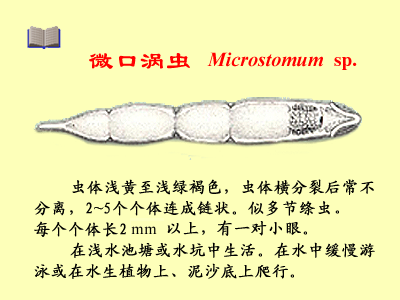 微口涡虫 Microstomum sp.
虫体浅黄至浅绿褐色，虫体横分裂后常不
分离，2~5个个体连成链状。似多节绦虫。
每个个体长2 mm 以上，有一对小眼。
在浅水池塘或水坑中生活。在水中缓慢游
泳或在水生植物上、泥沙底上爬行。